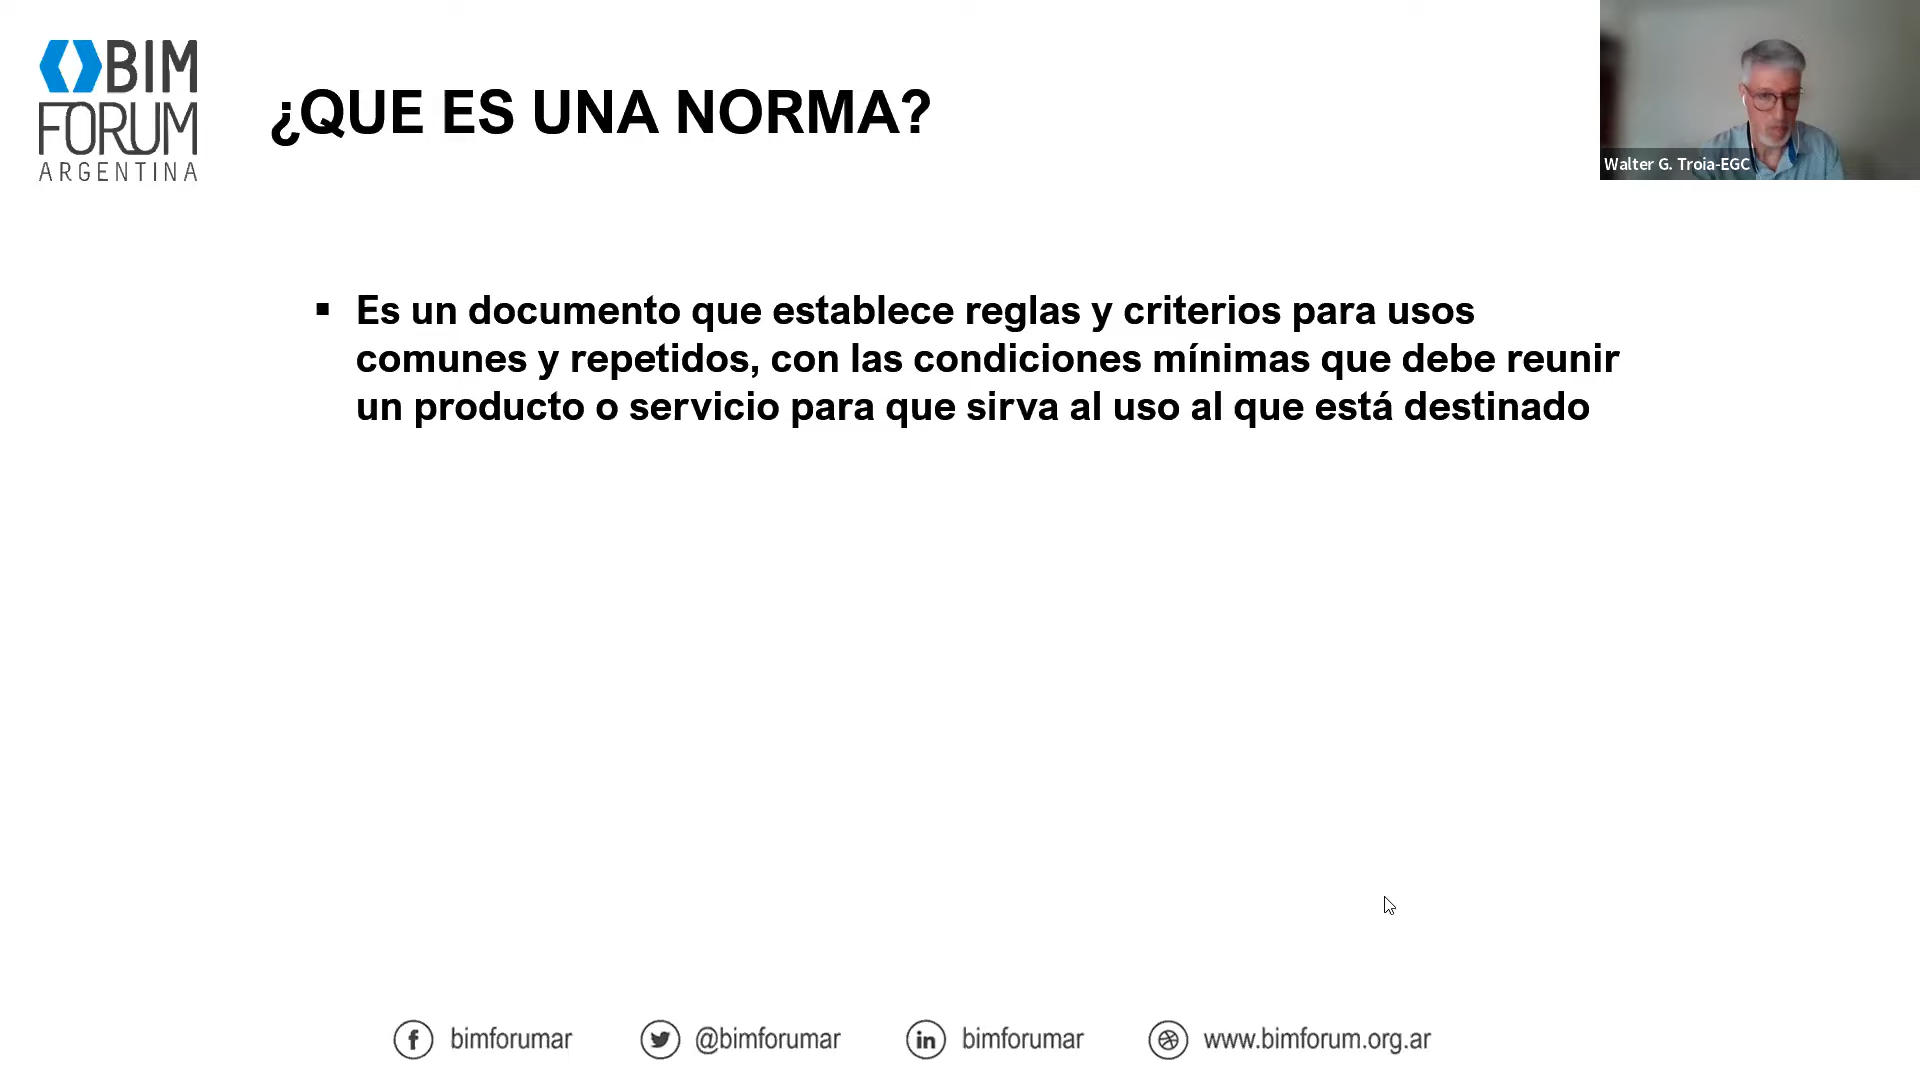 BIM
FORUM
ARGENTINA
¿QUE ES UNA NORMA?
Walter G. Troia-EGC
▪ Es un documento que establece reglas y criterios para usos
comunes y repetidos, con las condiciones mínimas que debe reunir
un producto o servicio para que sirva al uso al que está destinado
bimforumar
@bimforumar
bimforumar
www.bimforum.org.ar